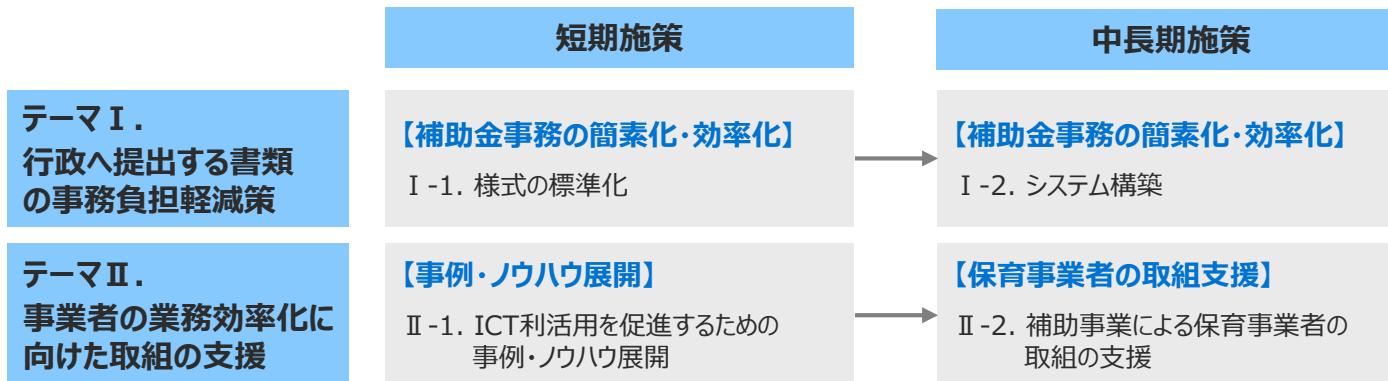 短期施策
中長期施策
テーマⅠ.
行政へ提出する書類
の事務負担軽減策
【補助金事務の簡素化・効率化】
Ⅰ-1. 様式の標準化
【補助金事務の簡素化・効率化】
Ⅰ-2. システム構築
テーマⅡ.
事業者の業務効率化に
向けた取組の支援
【事例・ノウハウ展開】
Ⅱ-1. ICT利活用を促進するための
事例・ノウハウ展開
【保育事業者の取組支援】
Ⅱ-2. 補助事業による保育事業者の
取組の支援